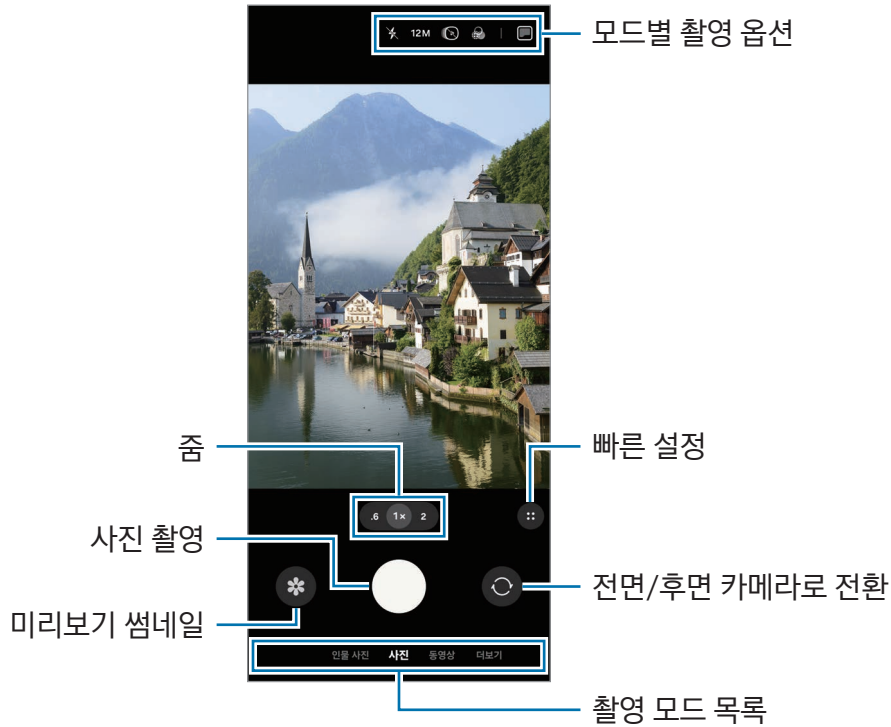 12M
모드별 촬영 옵션
줌
빠른 설정
.6 1× 2
사진 촬영
전면/후면 카메라로 전환
미리보기 썸네일
인물 사진 사진 동영상 더보기
촬영 모드 목록